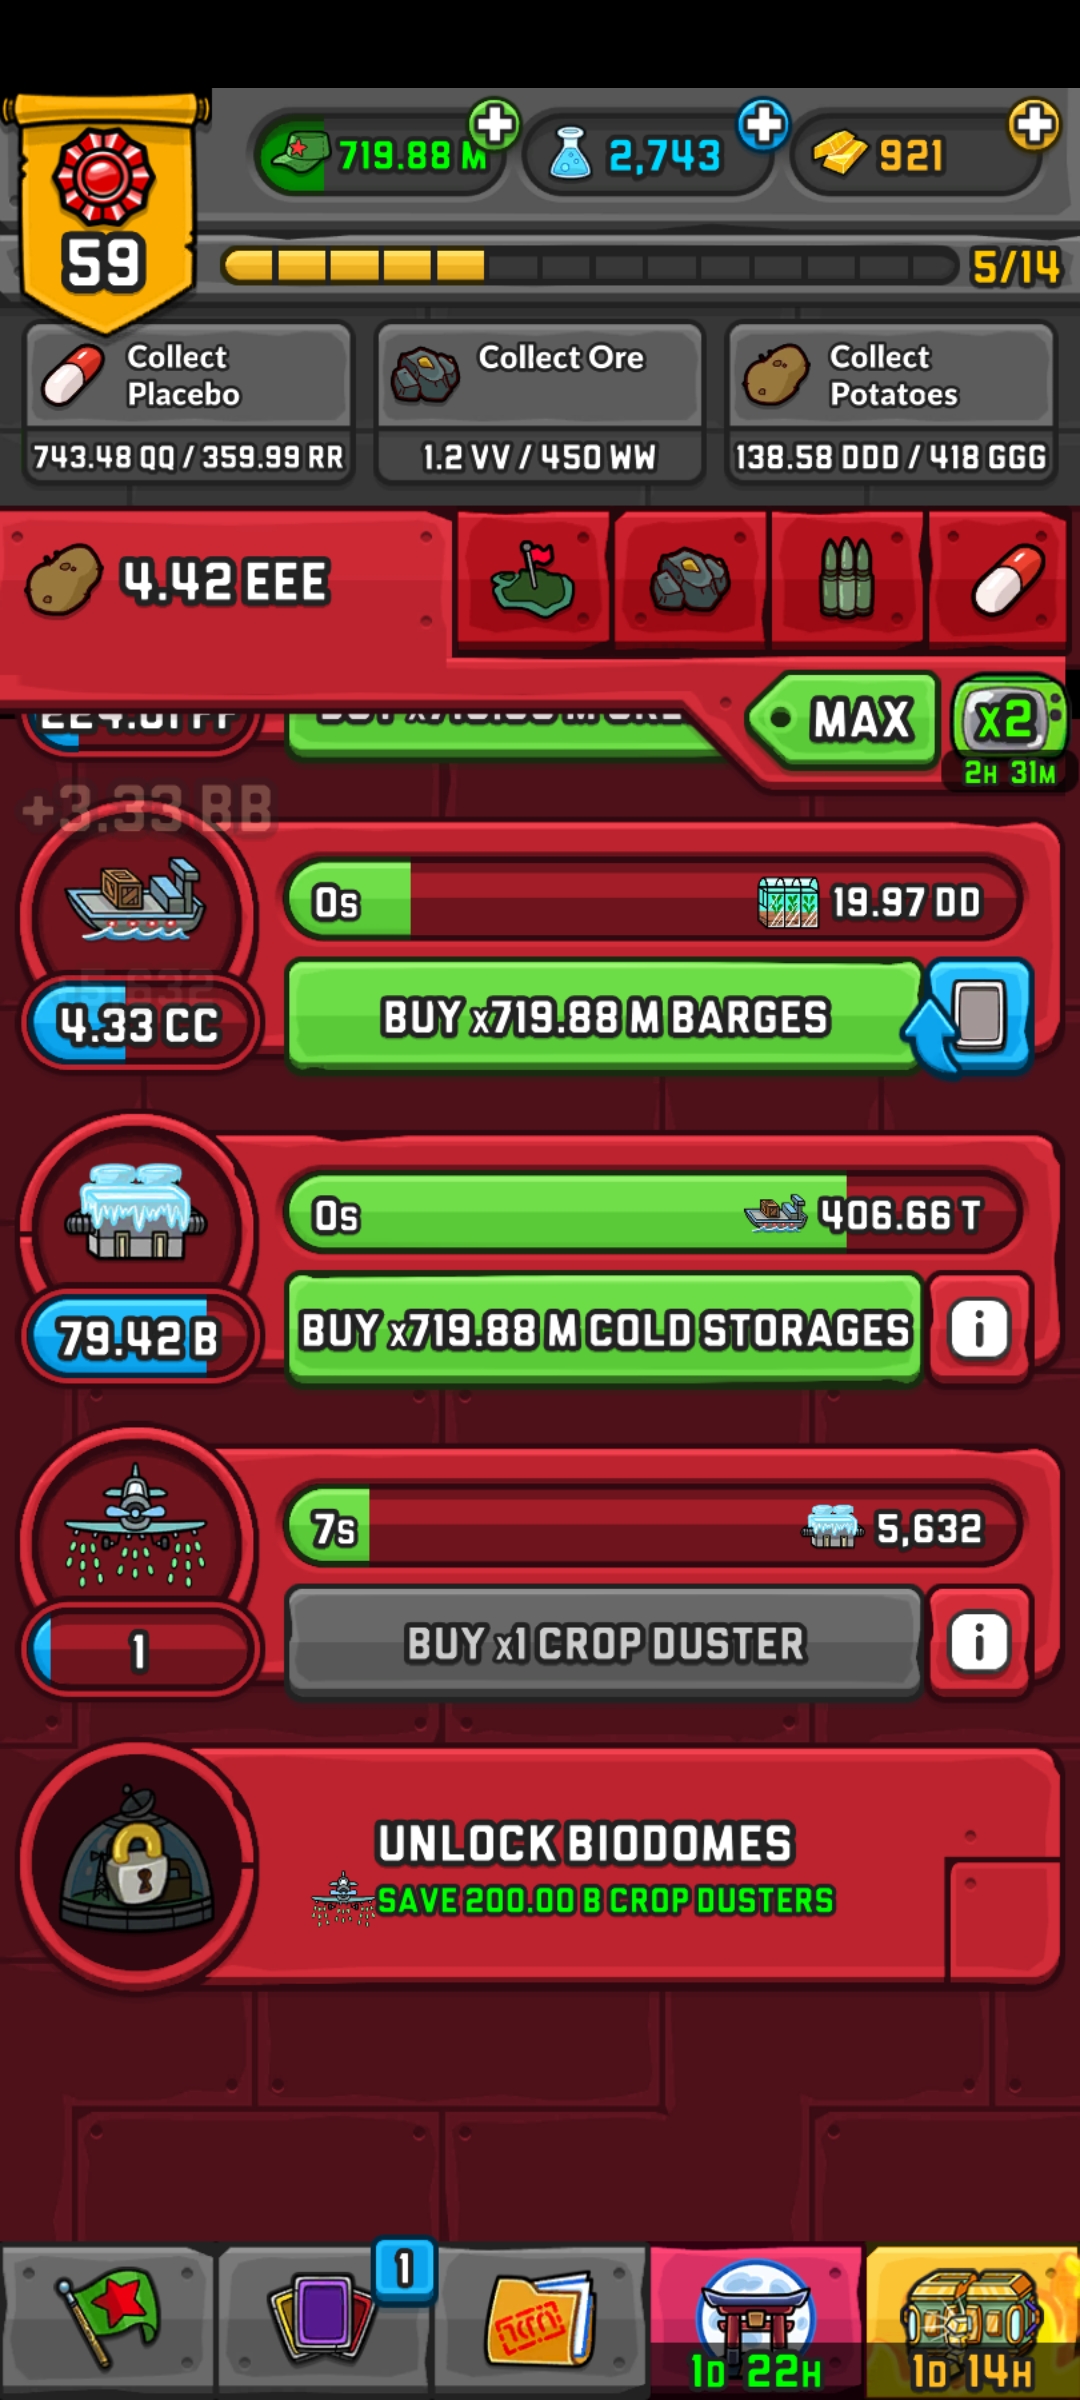 719.88 M
2,743
921
59
5/14
Collect
Placebo
743.48 QQ / 359.99 RR
Collect Ore
1.2 VV / 450 WW
Collect
Potatoes
138.58 DDD / 418 GGG
4.42 EEE
MAX
x2
2H 31M
+3.33 BB
0s
19.97 DD
4.33 CC
BUY x719.88 M BARGES
0s
406.66 T
79.42 B
BUY x719.88 M COLD STORAGES
i
7s
5,632
1
BUY x1 CROP DUSTER
i
UNLOCK BIODOMES
SAVE 200.00 B CROP DUSTERS
1
1D 22H
1D 14H